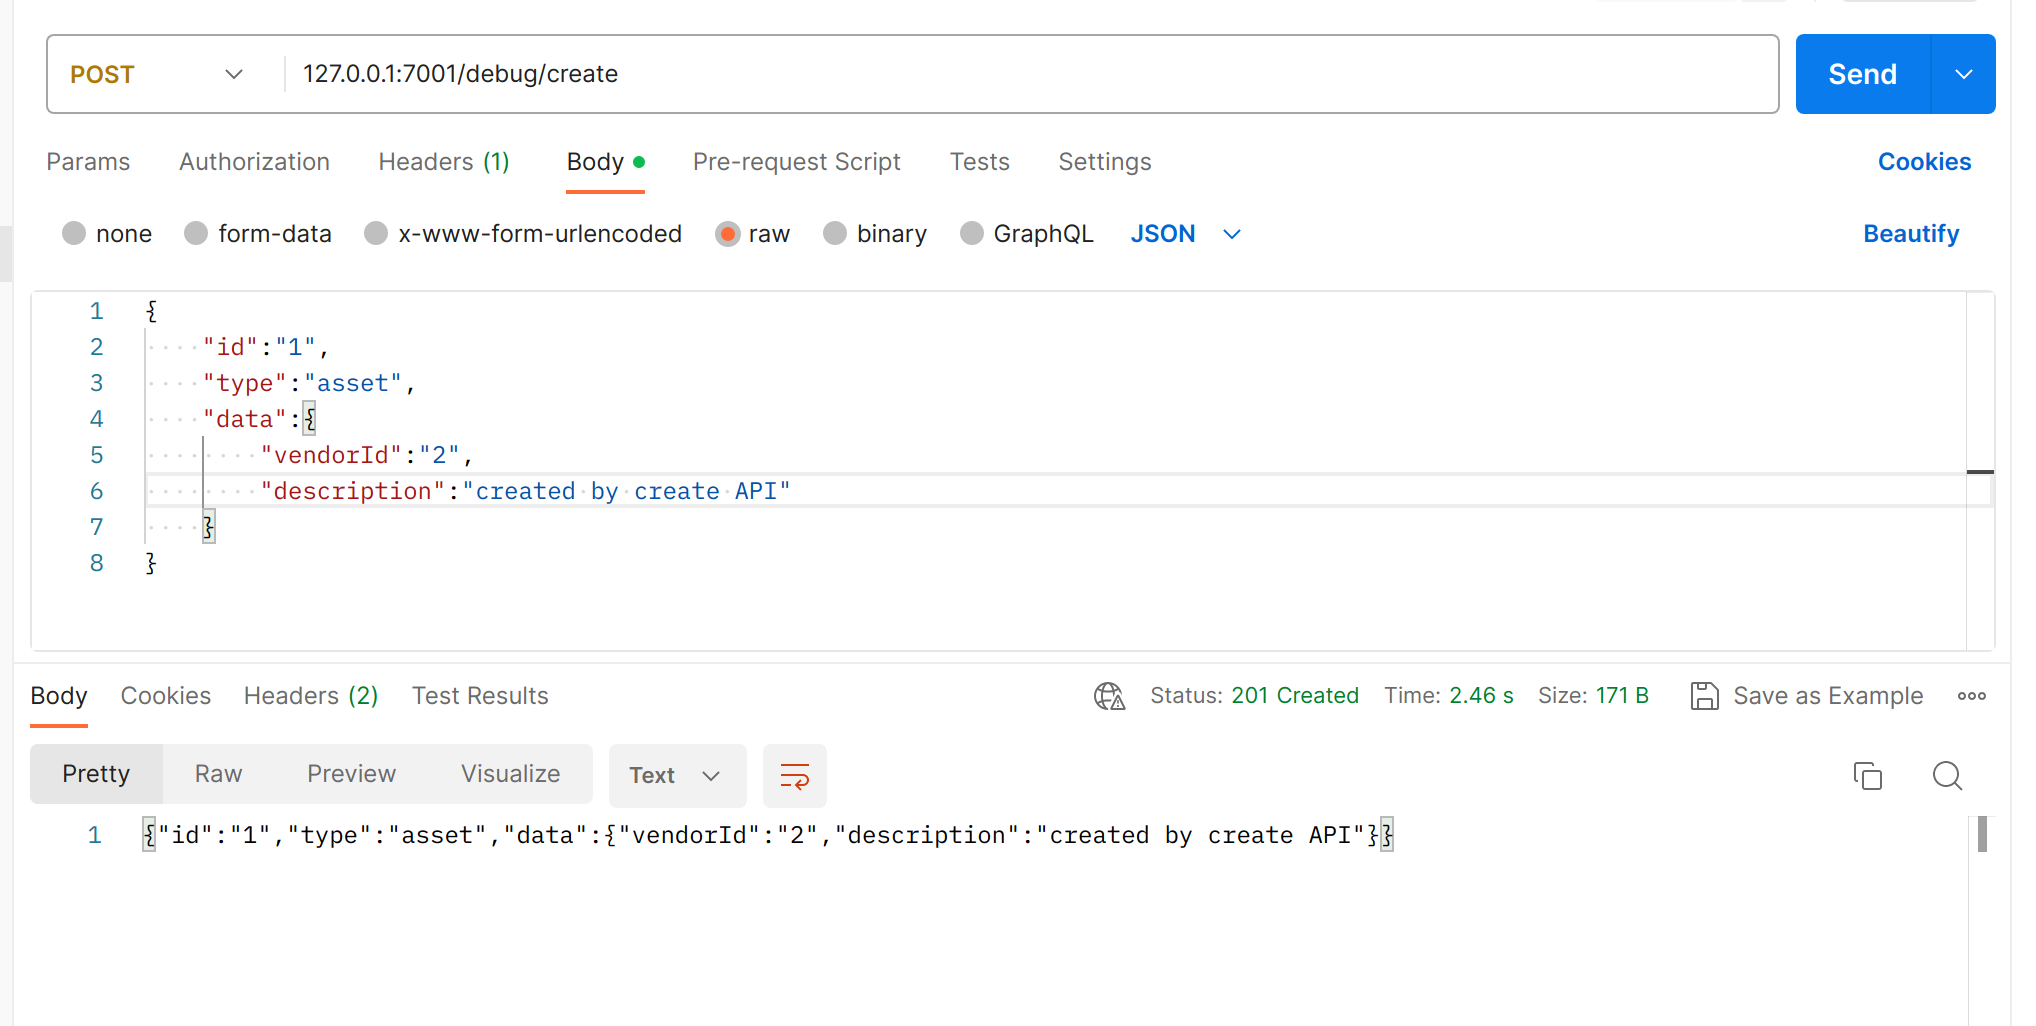 POST 127.0.0.1:7001/debug/create Send
Params Authorization Headers (1) Body Pre-request Script Tests Settings Cookies
none form-data x-www-form-urlencoded raw binary GraphQL JSON Beautify
1 {
2 "id":"1",
3 "type":"asset",
4 "data":{
5 "vendorId":"2",
6 "description":"created by create API"
7 }
8 }
Body Cookies Headers (2) Test Results Status: 201 Created Time: 2.46 s Size: 171 B Save as Example
Pretty Raw Preview Visualize Text
1 {"id":"1","type":"asset","data":{"vendorId":"2","description":"created by create API"}}